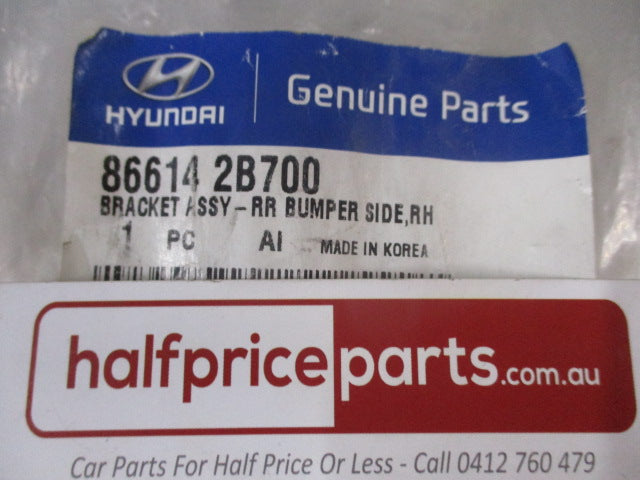 HYUNDAI
Genuine Parts
86614 2B700
BRACKET ASSY-RR BUMPER SIDE,RH
1 PC AI MADE IN KOREA
halfpriceparts.com.au
Car Parts For Half Price Or Less - Call 0412 760 479